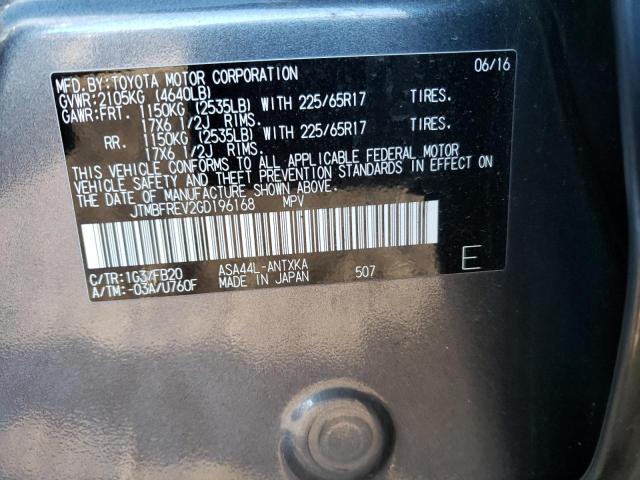 MFD.BY:TOYOTA MOTOR CORPORATION 06/16
GVWR:2105KG (4640LB)
GAWR:FRT. 1150KG (2535LB) WITH 225/65R17 TIRES.
17X6 1/2J RIMS.
RR. 1150KG (2535LB) WITH 225/65R17 TIRES.
17X6 1/2J RIMS.
THIS VEHICLE CONFORMS TO ALL APPLICABLE FEDERAL MOTOR
VEHICLE SAFETY AND THEFT PREVENTION STANDARDS IN EFFECT ON
THE DATE OF MANUFACTURE SHOWN ABOVE.
JTMBFREV2GD196168 MPV
C/TR:1G3/FB20 ASA44L-ANTXKA
A/TM:-03A/U760F MADE IN JAPAN 507 E